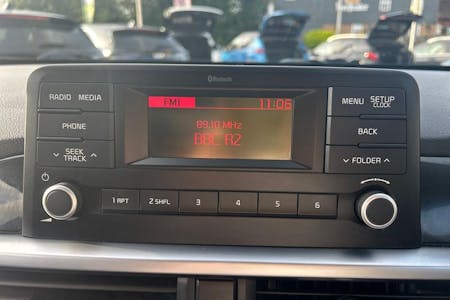 Bluetooth
RADIO MEDIA
PHONE
SEEK
TRACK
FM1 11:06
89.10 MHz
BBC R2
MENU SETUP
CLOCK
BACK
FOLDER
1 RPT 2 SHFL 3 4 5 6